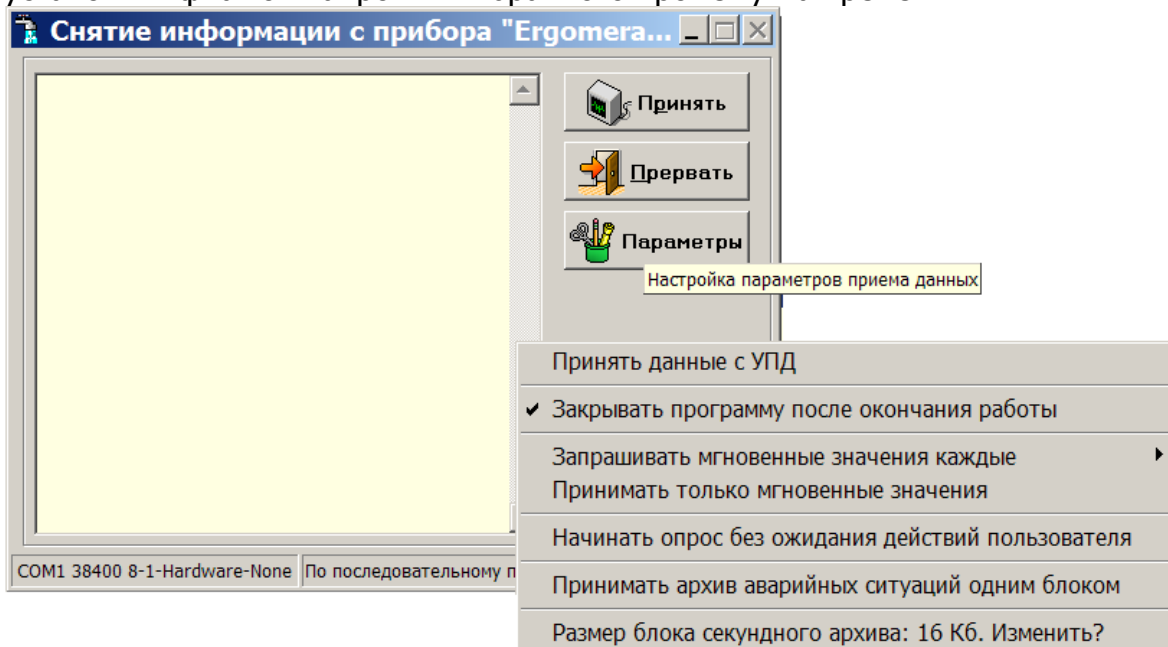 Снятие информации с прибора "Ergomera...
Принять
Прервать
Параметры
Настройка параметров приема данных
Принять данные с УПД
Закрывать программу после окончания работы
Запрашивать мгновенные значения каждые
Принимать только мгновенные значения
Начинать опрос без ожидания действий пользователя
Принимать архив аварийных ситуаций одним блоком
Размер блока секундного архива: 16 Кб. Изменить?
COM1 38400 8-1-Hardware-None По последовательному